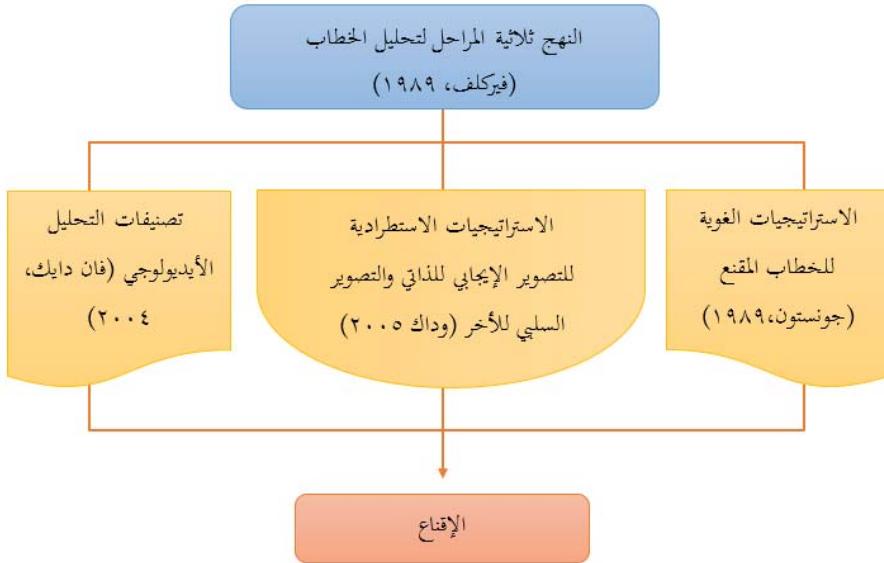 النهج ثلاثية المراحل لتحليل الخطاب
(فيركلف، ١٩٨٩)
الاستراتيجيات الغوية
للخطاب المقنع
(جونستون،١٩٨٩)
الاستراتيجيات الاستطرادية
للتصوير الإيجابي للذاتي والتصوير
السلبي للأخر (وداك ٢٠٠٥)
تصنيفات التحليل
الأيديولوجي (فان دايك،
٢٠٠٤)
الإقناع